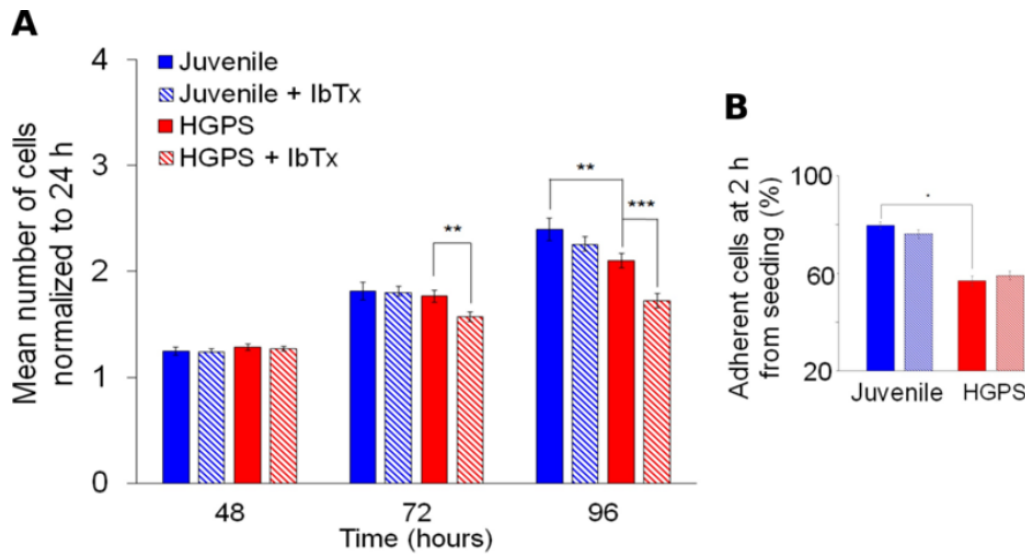 A
4
3
2
1
0
Mean number of cells
normalized to 24 h
Juvenile
Juvenile + IbTx
HGPS
HGPS + IbTx
**
**
***
48
72
96
Time (hours)
B
100
60
20
Adherent cells at 2 h
from seeding (%)
*
Juvenile
HGPS